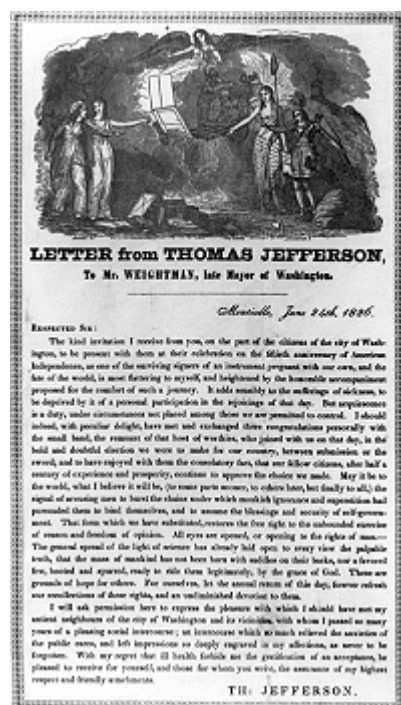 LETTER from THOMAS JEFFERSON,
To Mr. WEIGHTMAN, late Mayor of Washington.
Monticello, June 24th, 1826.
RESPECTED SIR:
The kind invitation I receive from you, on the part of the citizens of the city of Wash-
ington, to be present with them at their celebration on the fiftieth anniversary of American
Independence, as one of the surviving signers of an instrument pregnant with our own, and the
fate of the world, is most flattering to myself, and heightened by the honorable accompaniment
proposed for the comfort of such a journey. It adds sensibly to the sufferings of sickness, to
be deprived by it of a personal participation in the rejoicings of that day. But acquiescence
is a duty, under circumstances not placed among those we are permitted to control. I should
indeed, with peculiar delight, have met and exchanged there congratulations personally with
the small band, the remnant of that host of worthies, who joined with us on that day, in the
bold and doubtful election we were to make for our country, between submission or the
sword; and to have enjoyed with them the consolatory fact, that our fellow citizens, after half a
century of experience and prosperity, continue to approve the choice we made. May it be to
the world, what I believe it will be, (to some parts sooner, to others later, but finally to all,) the
signal of arousing men to burst the chains under which monkish ignorance and superstition had
persuaded them to bind themselves, and to assume the blessings and security of self-govern-
ment. That form which we have substituted, restores the free right to the unbounded exercise
of reason and freedom of opinion. All eyes are opened, or opening to the rights of man.—
The general spread of the light of science has already laid open to every view the palpable
truth, that the mass of mankind has not been born with saddles on their backs, nor a favored
few, booted and spurred, ready to ride them legitimately, by the grace of God. These are
grounds of hope for others. For ourselves, let the annual return of this day, forever refresh
our recollections of these rights, and an undiminished devotion to them.
I will ask permission here to express the pleasure with which I should have met my
ancient neighbours of the city of Washington and its vicinities, with whom I passed so many
years of a pleasing social intercourse; an intercourse which so much relieved the anxieties of
the public cares, and left impressions so deeply engraved in my affections, as never to be
forgotten. With my regret that ill health forbids me the gratification of an acceptance, be
pleased to receive for yourself, and those for whom you write, the assurance of my highest
respect and friendly attachments.
TH: JEFFERSON.